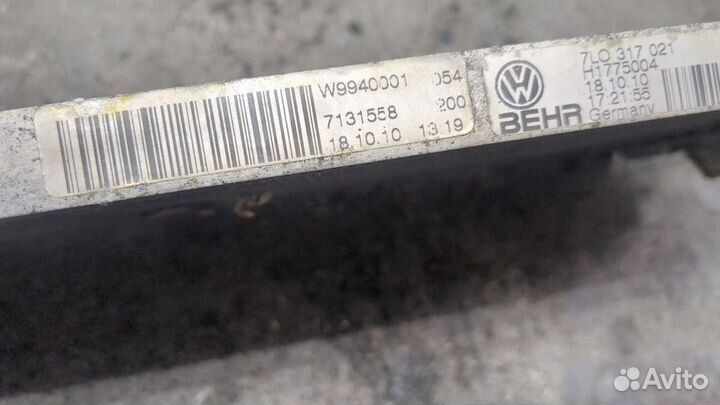 W9940001 054
7131558 200
18.10.10 13:19
7L0 317 021
H1775004
18.10.10
17:21:55
Germany
VW
BEHR
Avito